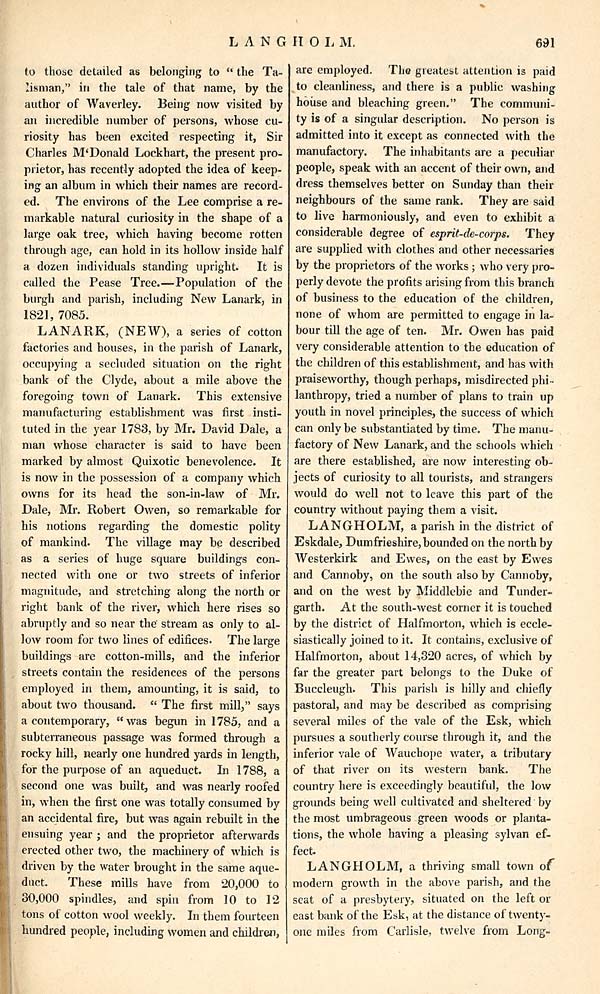 LANGHOLM.
691
to those detailed as belonging to "the Ta-
lisman," in the tale of that name, by the
author of Waverley. Being now visited by
an incredible number of persons, whose cu-
riosity has been excited respecting it, Sir
Charles M'Donald Lockhart, the present pro-
prietor, has recently adopted the idea of keep-
ing an album in which their names are record-
ed. The environs of the Lee comprise a re-
markable natural curiosity in the shape of a
large oak tree, which having become rotten
through age, can hold in its hollow inside half
a dozen individuals standing upright. It is
called the Pease Tree.—Population of the
burgh and parish, including New Lanark, in
1821, 7085.
LANARK, (NEW), a series of cotton
factories and houses, in the parish of Lanark,
occupying a secluded situation on the right
bank of the Clyde, about a mile above the
foregoing town of Lanark. This extensive
manufacturing establishment was first insti-
tuted in the year 1783, by Mr. David Dale, a
man whose character is said to have been
marked by almost Quixotic benevolence. It
is now in the possession of a company which
owns for its head the son-in-law of Mr.
Dale, Mr. Robert Owen, so remarkable for
his notions regarding the domestic polity
of mankind. The village may be described
as a series of huge square buildings con-
nected with one or two streets of inferior
magnitude, and stretching along the north or
right bank of the river, which here rises so
abruptly and so near the stream as only to al-
low room for two lines of edifices. The large
buildings are cotton-mills, and the inferior
streets contain the residences of the persons
employed in them, amounting, it is said, to
about two thousand. "The first mill," says
a contemporary, "was begun in 1785, and a
subterraneous passage was formed through a
rocky hill, nearly one hundred yards in length,
for the purpose of an aqueduct. In 1788, a
second one was built, and was nearly roofed
in, when the first one was totally consumed by
an accidental fire, but was again rebuilt in the
ensuing year; and the proprietor afterwards
erected other two, the machinery of which is
driven by the water brought in the same aque-
duct. These mills have from 20,000 to
30,000 spindles, and spin from 10 to 12
tons of cotton wool weekly. In them fourteen
hundred people, including women and children,
are employed. The greatest attention is paid
to cleanliness, and there is a public washing
house and bleaching green." The communi-
ty is of a singular description. No person is
admitted into it except as connected with the
manufactory. The inhabitants are a peculiar
people, speak with an accent of their own, and
dress themselves better on Sunday than their
neighbours of the same rank. They are said
to live harmoniously, and even to exhibit a
considerable degree of esprit-de-corps. They
are supplied with clothes and other necessaries
by the proprietors of the works; who very pro-
perly devote the profits arising from this branch
of business to the education of the children,
none of whom are permitted to engage in la-
bour till the age of ten. Mr. Owen has paid
very considerable attention to the education of
the children of this establishment, and has with
praiseworthy, though perhaps, misdirected phi-
lanthropy, tried a number of plans to train up
youth in novel principles, the success of which
can only be substantiated by time. The manu-
factory of New Lanark, and the schools which
are there established, are now interesting ob-
jects of curiosity to all tourists, and strangers
would do well not to leave this part of the
country without paying them a visit.
LANGHOLM, a parish in the district of
Eskdale, Dumfrieshire, bounded on the north by
Westerkirk and Ewes, on the east by Ewes
and Cannoby, on the south also by Cannoby,
and on the west by Middlebie and Tunder-
garth. At the south-west corner it is touched
by the district of Halfmorton, which is eccle-
siastically joined to it. It contains, exclusive of
Halfmorton, about 14,320 acres, of which by
far the greater part belongs to the Duke of
Buccleugh. This parish is hilly and chiefly
pastoral, and may be described as comprising
several miles of the vale of the Esk, which
pursues a southerly course through it, and the
inferior vale of Wauchope water, a tributary
of that river on its western bank. The
country here is exceedingly beautiful, the low
grounds being well cultivated and sheltered by
the most umbrageous green woods or planta-
tions, the whole having a pleasing sylvan ef-
fect.
LANGHOLM, a thriving small town of
modern growth in the above parish, and the
seat of a presbytery, situated on the left or
east bank of the Esk, at the distance of twenty-
one miles from Carlisle, twelve from Long-